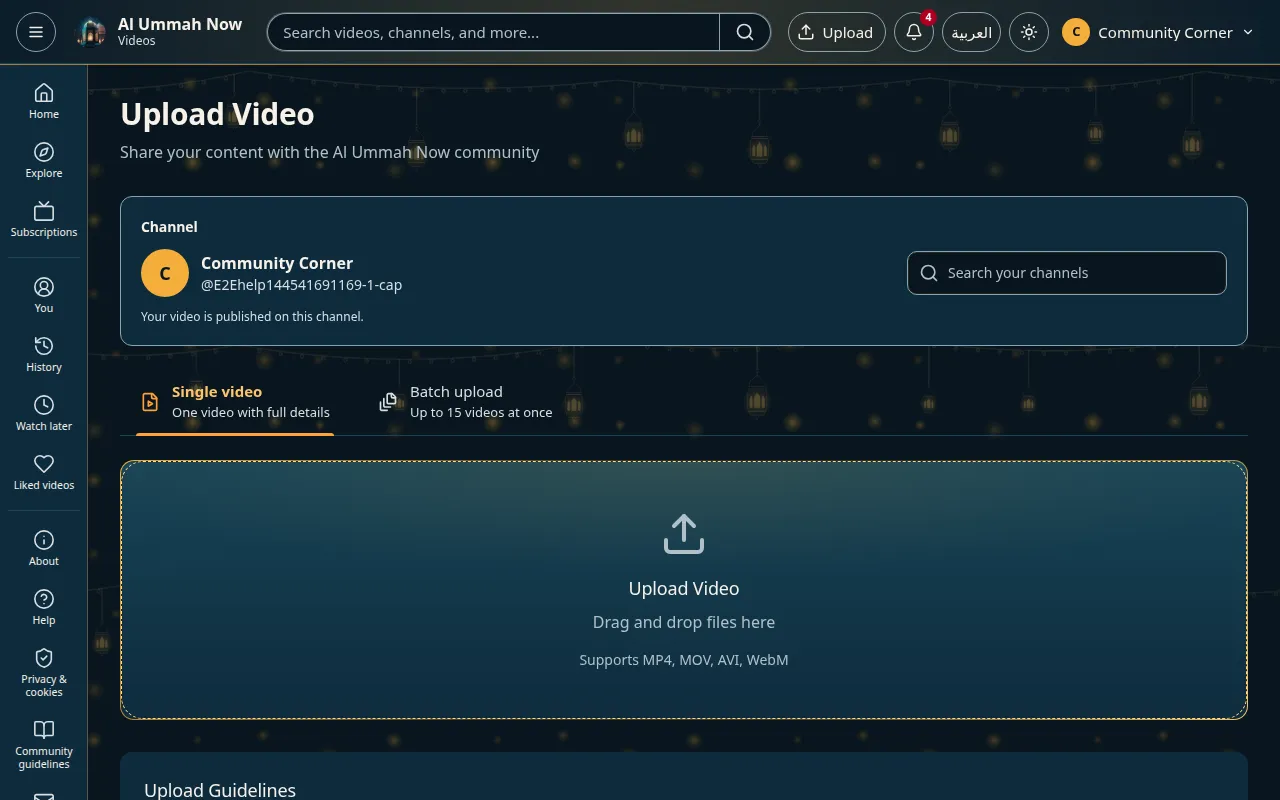 Al Ummah Now
Videos
Search videos, channels, and more...
Upload
4
العربية
C
Community Corner
Home
Explore
Subscriptions
You
History
Watch later
Liked videos
About
Help
Privacy &
cookies
Community
guidelines
Upload Video
Share your content with the Al Ummah Now community
Channel
C
Community Corner
@E2Ehelp144541691169-1-cap
Search your channels
Your video is published on this channel.
Single video
One video with full details
Batch upload
Up to 15 videos at once
Upload Video
Drag and drop files here
Supports MP4, MOV, AVI, WebM
Upload Guidelines